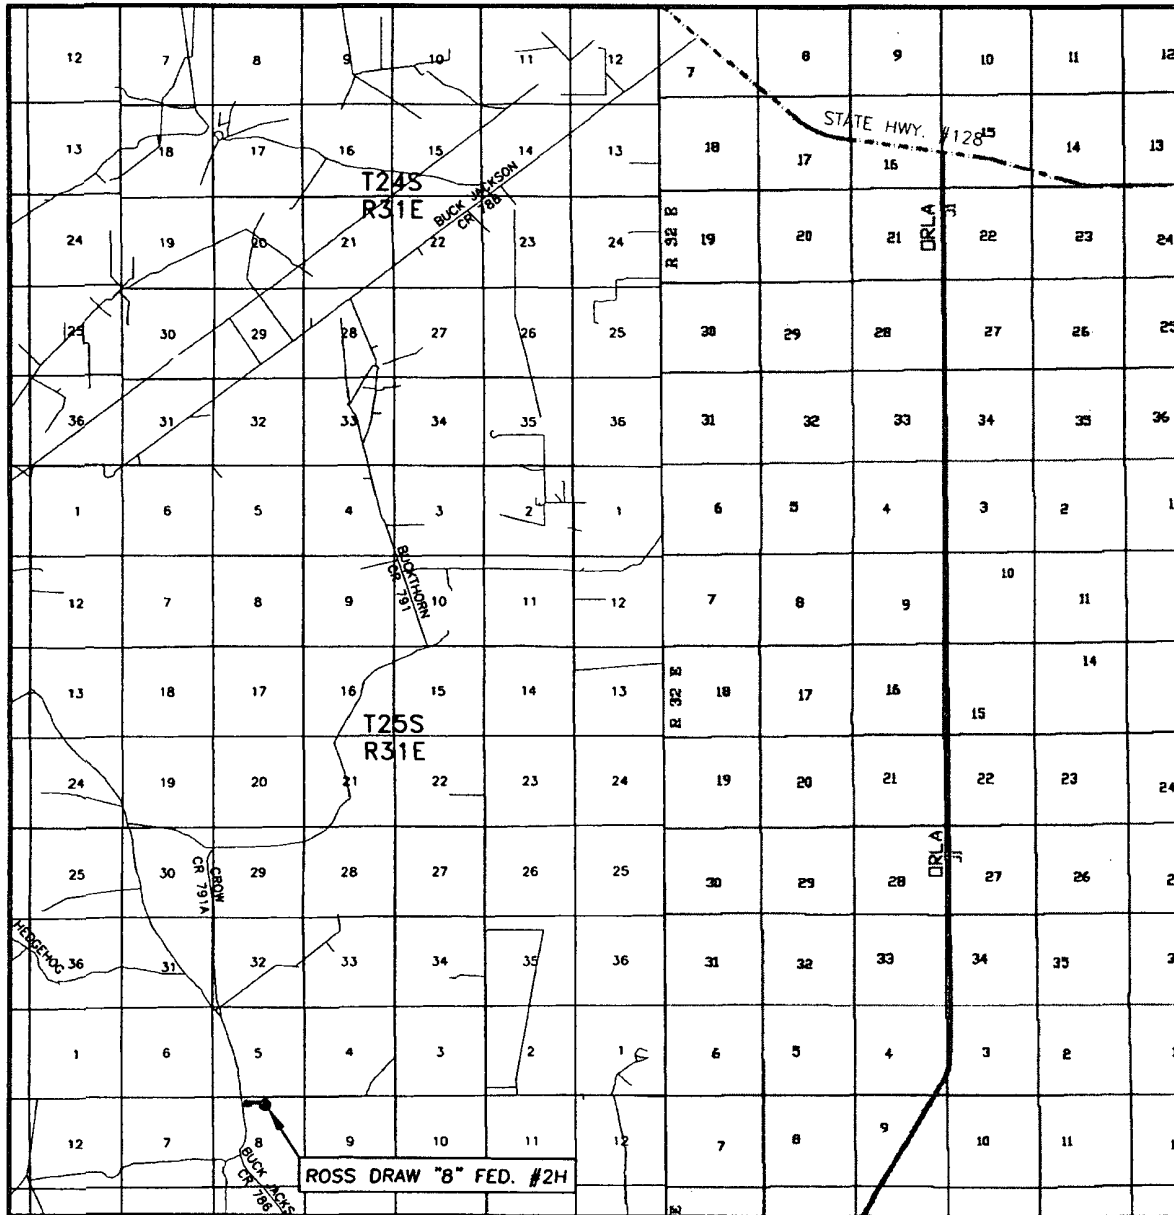 12 7 8 9 10 11 12 7 8 9 10 11 12
STATE HWY. #128
13 18 17 16 15 14 13 18 17 16 15 14 13
T24S
R31E
BUCK JACKSON
CR 786
R 32 E
ORLA
J1
24 19 20 21 22 23 24 19 20 21 22 23 24
25 30 29 28 27 26 25 30 29 28 27 26 25
36 31 32 33 34 35 36 31 32 33 34 35 36
1 6 5 4 3 2 1 6 5 4 3 2 1
BUCKTHORN
CR 791
12 7 8 9 10 11 12 7 8 9 10 11
13 18 17 16 15 14 13 18 17 16 15 14
R 32 E
T25S
R31E
24 19 20 21 22 23 24 19 20 21 22 23 24
ORLA
J1
25 30 29 28 27 26 25 30 29 28 27 26
CROW
CR 791A
HEDGEHOG
36 31 32 33 34 35 36 31 32 33 34 35
1 6 5 4 3 2 1 6 5 4 3 2
12 7 8 9 10 11 12 7 8 9 10 11
BUCK JACKS
CR 786
ROSS DRAW "8" FED. #2H
E